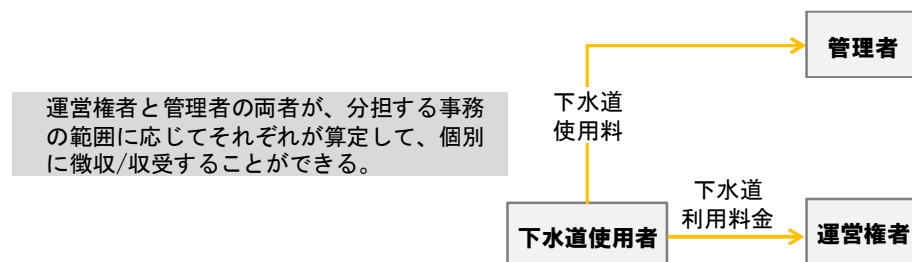 管理者
運営権者と管理者の両者が、分担する事務
の範囲に応じてそれぞれが算定して、個別
に徴収/収受することができる。
下水道
使用料
下水道
利用料金
下水道使用者
運営権者